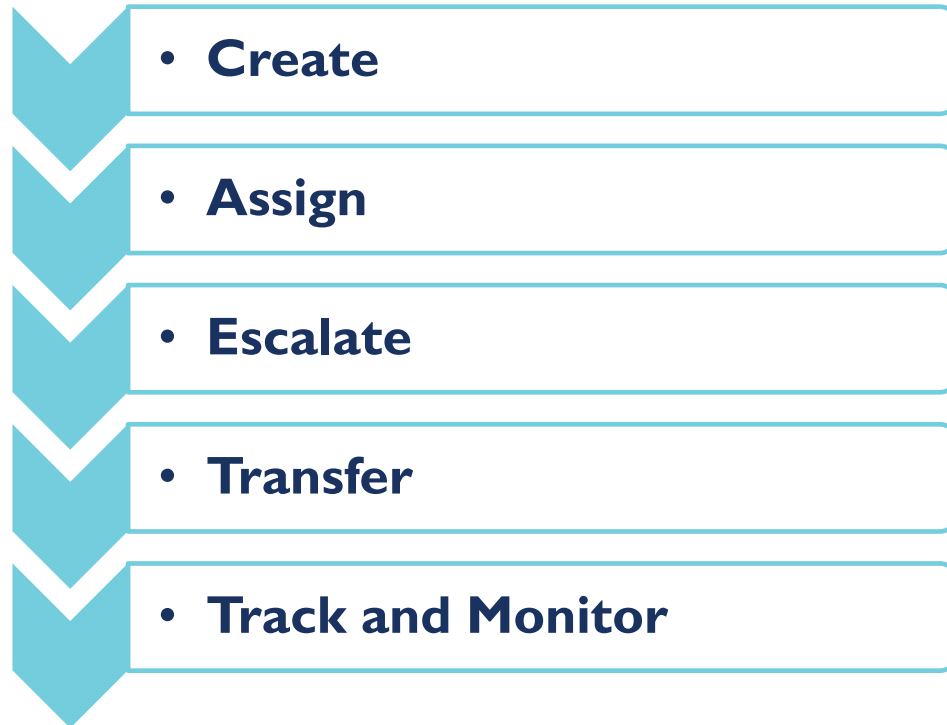 • Create
• Assign
• Escalate
• Transfer
• Track and Monitor